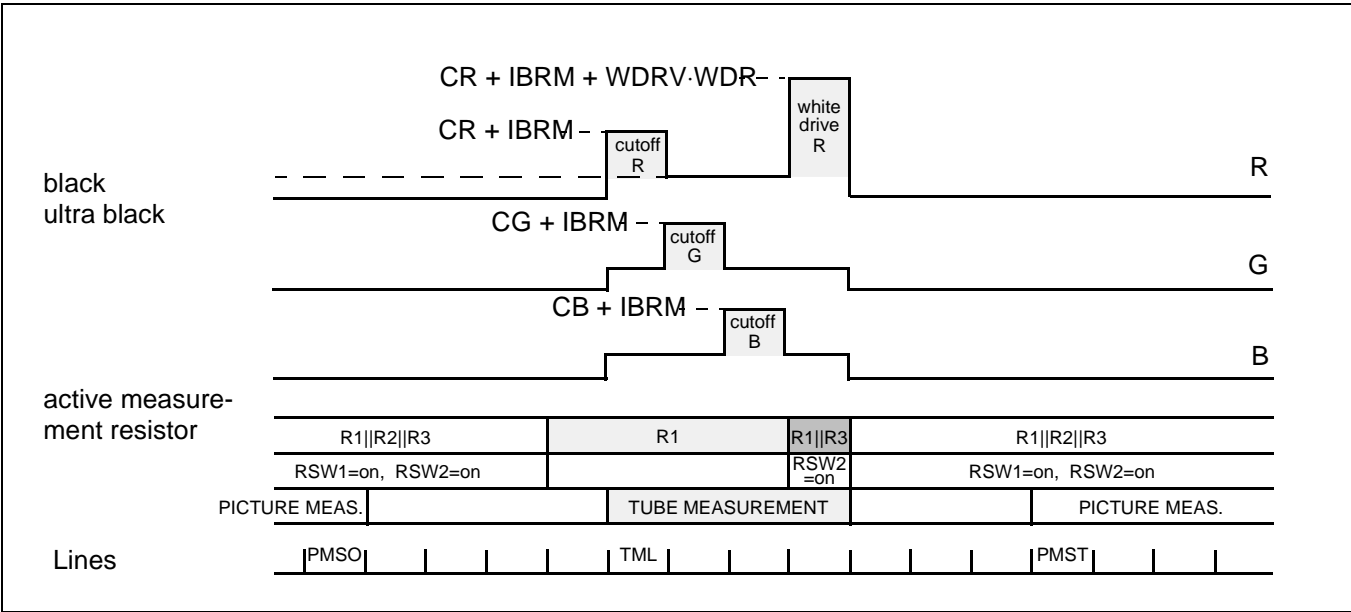 CR + IBRM + WDRV·WDR
white
drive
R
CR + IBRM
cutoff
R
R
black
ultra black
CG + IBRM
cutoff
G
G
CB + IBRM
cutoff
B
B
active measure-
ment resistor
R1||R2||R3
R1
R1||R3
R1||R2||R3
RSW1=on, RSW2=on
RSW2
=on
RSW1=on, RSW2=on
PICTURE MEAS.
TUBE MEASUREMENT
PICTURE MEAS.
Lines
PMSO
TML
PMST